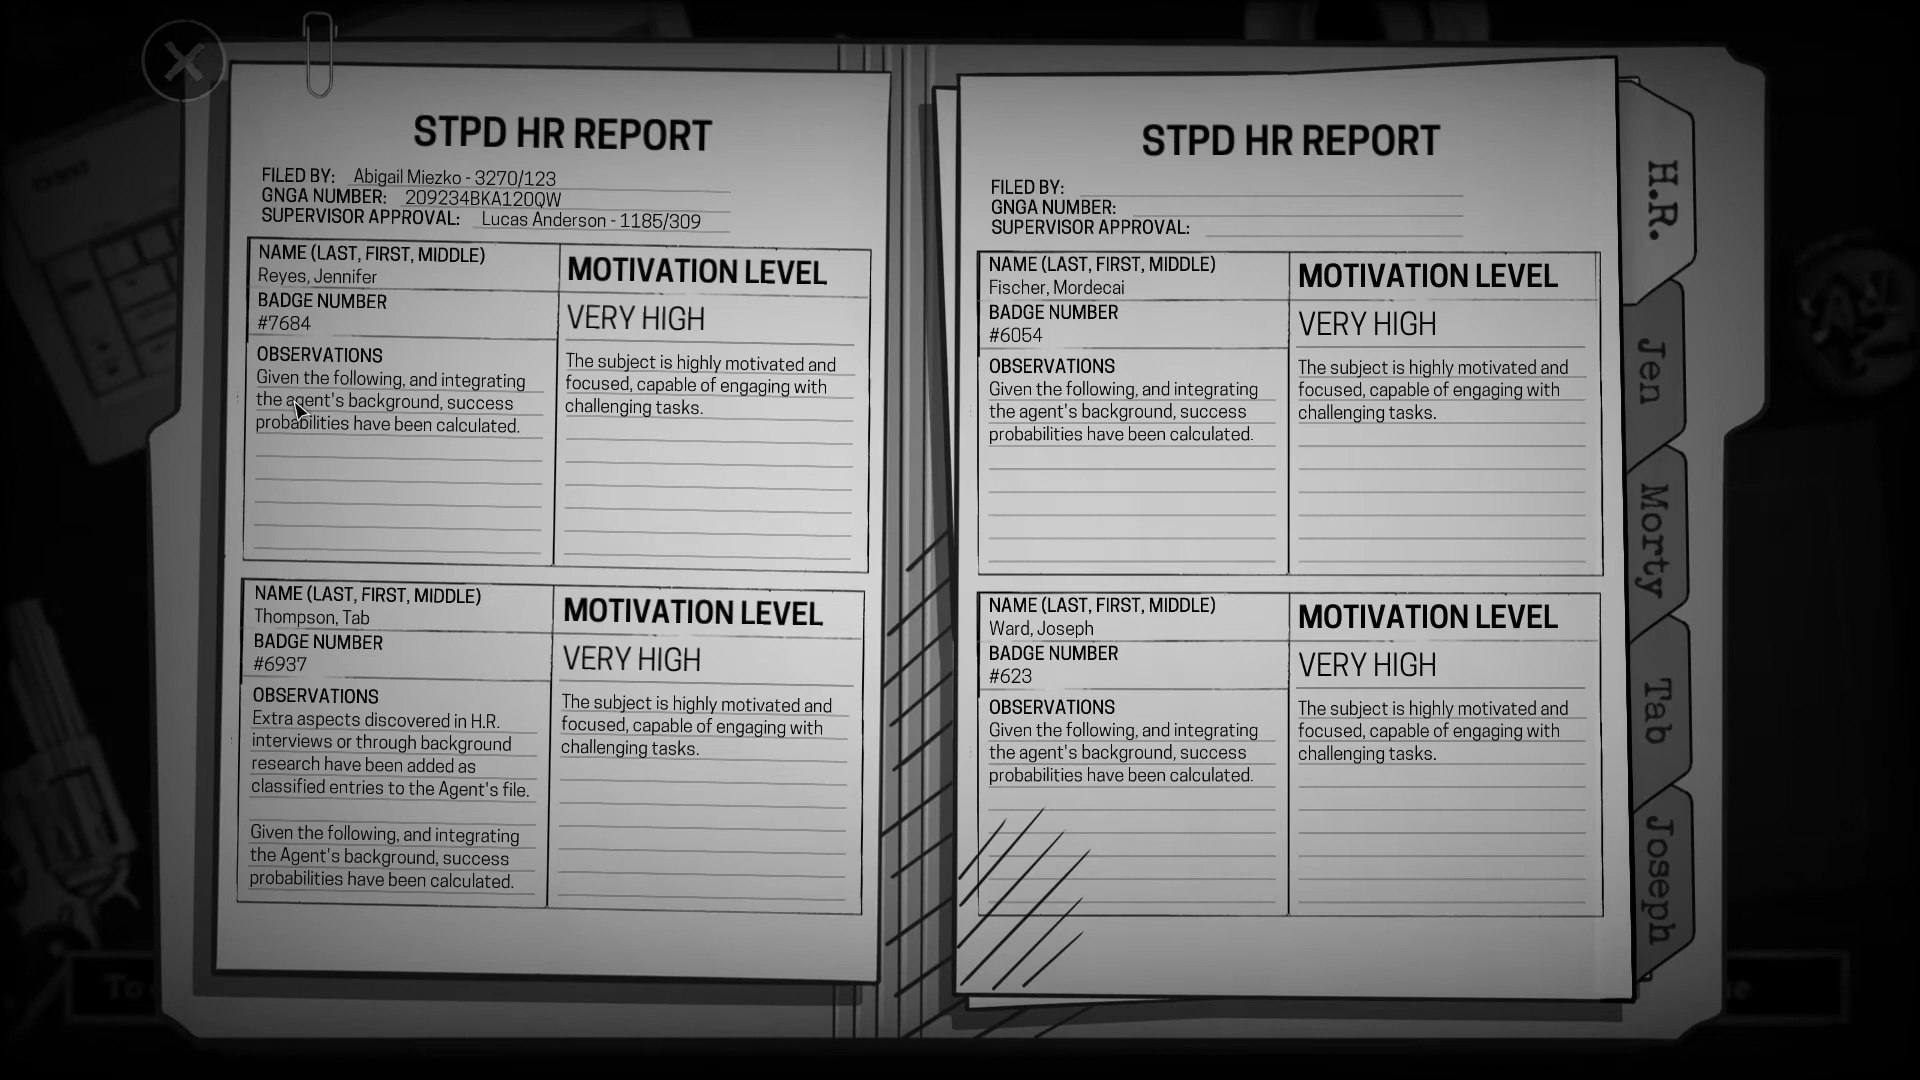 STPD HR REPORT
FILED BY: Abigail Miezko - 3270/123
GNGA NUMBER: 209234BKA120QW
SUPERVISOR APPROVAL: Lucas Anderson - 1185/309
NAME (LAST, FIRST, MIDDLE)
Reyes, Jennifer
BADGE NUMBER
#7684
OBSERVATIONS
Given the following, and integrating
the agent's background, success
probabilities have been calculated.
MOTIVATION LEVEL
VERY HIGH
The subject is highly motivated and
focused, capable of engaging with
challenging tasks.
NAME (LAST, FIRST, MIDDLE)
Thompson, Tab
BADGE NUMBER
#6937
OBSERVATIONS
Extra aspects discovered in H.R.
interviews or through background
research have been added as
classified entries to the Agent's file.
Given the following, and integrating
the Agent's background, success
probabilities have been calculated.
MOTIVATION LEVEL
VERY HIGH
The subject is highly motivated and
focused, capable of engaging with
challenging tasks.
STPD HR REPORT
FILED BY:
GNGA NUMBER:
SUPERVISOR APPROVAL:
NAME (LAST, FIRST, MIDDLE)
Fischer, Mordecai
BADGE NUMBER
#6054
OBSERVATIONS
Given the following, and integrating
the agent's background, success
probabilities have been calculated.
MOTIVATION LEVEL
VERY HIGH
The subject is highly motivated and
focused, capable of engaging with
challenging tasks.
NAME (LAST, FIRST, MIDDLE)
Ward, Joseph
BADGE NUMBER
#623
OBSERVATIONS
Given the following, and integrating
the agent's background, success
probabilities have been calculated.
MOTIVATION LEVEL
VERY HIGH
The subject is highly motivated and
focused, capable of engaging with
challenging tasks.
H.R.
Jen
Morty
Tab
Joseph